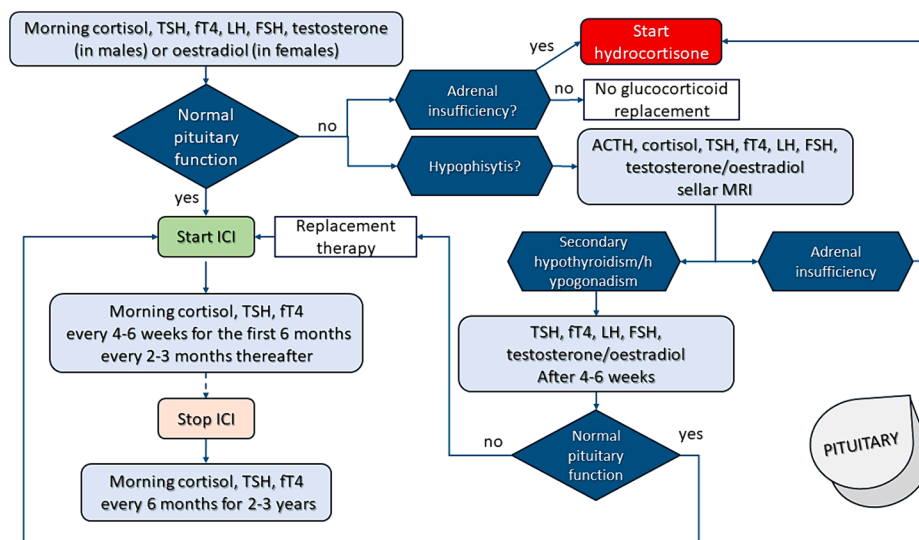 Morning cortisol, TSH, fT4, LH, FSH, testosterone
(in males) or oestradiol (in females)
yes
Start
hydrocortisone
Normal
pituitary
function
no
Adrenal
insufficiency?
no
No glucocorticoid
replacement
Hypophisytis?
ACTH, cortisol, TSH, fT4, LH, FSH,
testosterone/oestradiol
sellar MRI
yes
Start ICI
Replacement
therapy
Secondary
hypothyroidism/h
ypogonadism
Adrenal
insufficiency
Morning cortisol, TSH, fT4
every 4-6 weeks for the first 6 months
every 2-3 months thereafter
TSH, fT4, LH, FSH,
testosterone/oestradiol
After 4-6 weeks
Stop ICI
no
Normal
pituitary
function
yes
PITUITARY
Morning cortisol, TSH, fT4
every 6 months for 2-3 years